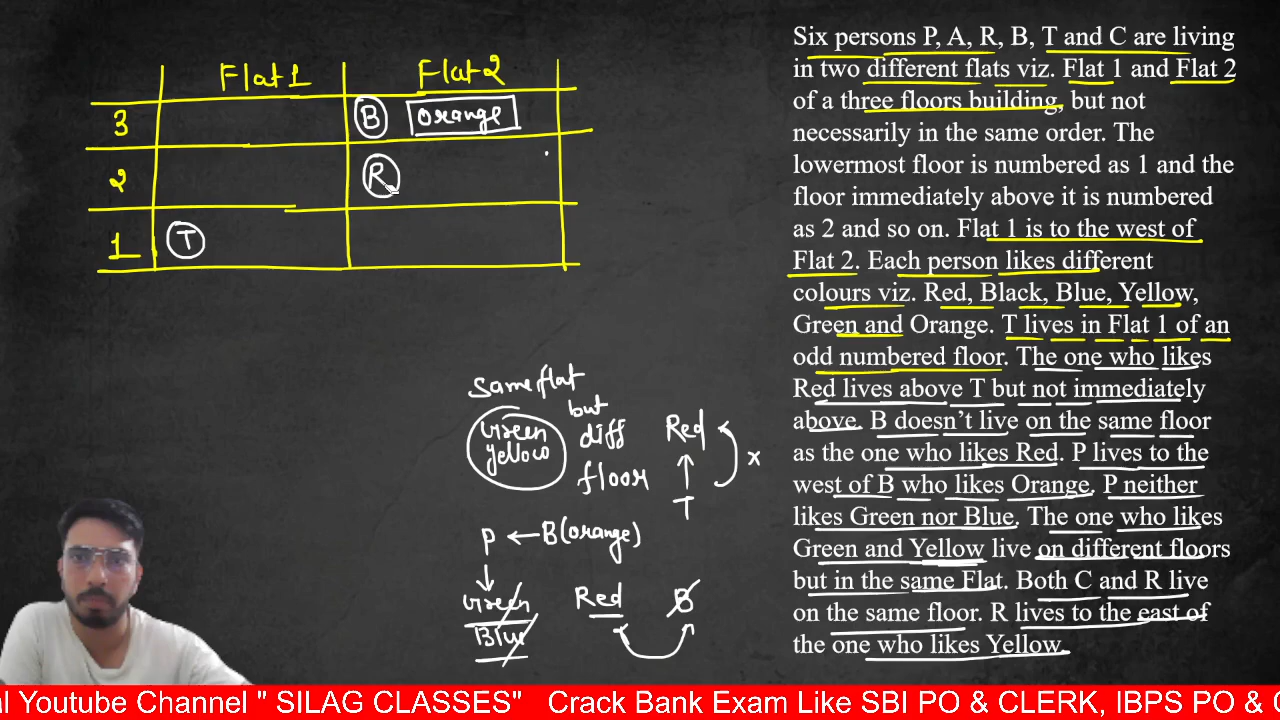 Flat 1 Flat 2
3 B Orange
2 R
1 T
Same flat
but
Green
yellow
diff
floor
Red
T
x
P ← B(orange)
Green
Blue
Red B
Six persons P, A, R, B, T and C are living
in two different flats viz. Flat 1 and Flat 2
of a three floors building, but not
necessarily in the same order. The
lowermost floor is numbered as 1 and the
floor immediately above it is numbered
as 2 and so on. Flat 1 is to the west of
Flat 2. Each person likes different
colours viz. Red, Black, Blue, Yellow,
Green and Orange. T lives in Flat 1 of an
odd numbered floor. The one who likes
Red lives above T but not immediately
above. B doesn't live on the same floor
as the one who likes Red. P lives to the
west of B who likes Orange. P neither
likes Green nor Blue. The one who likes
Green and Yellow live on different floors
but in the same Flat. Both C and R live
on the same floor. R lives to the east of
the one who likes Yellow.
l Youtube Channel " SILAG CLASSES" Crack Bank Exam Like SBI PO & CLERK, IBPS PO & C